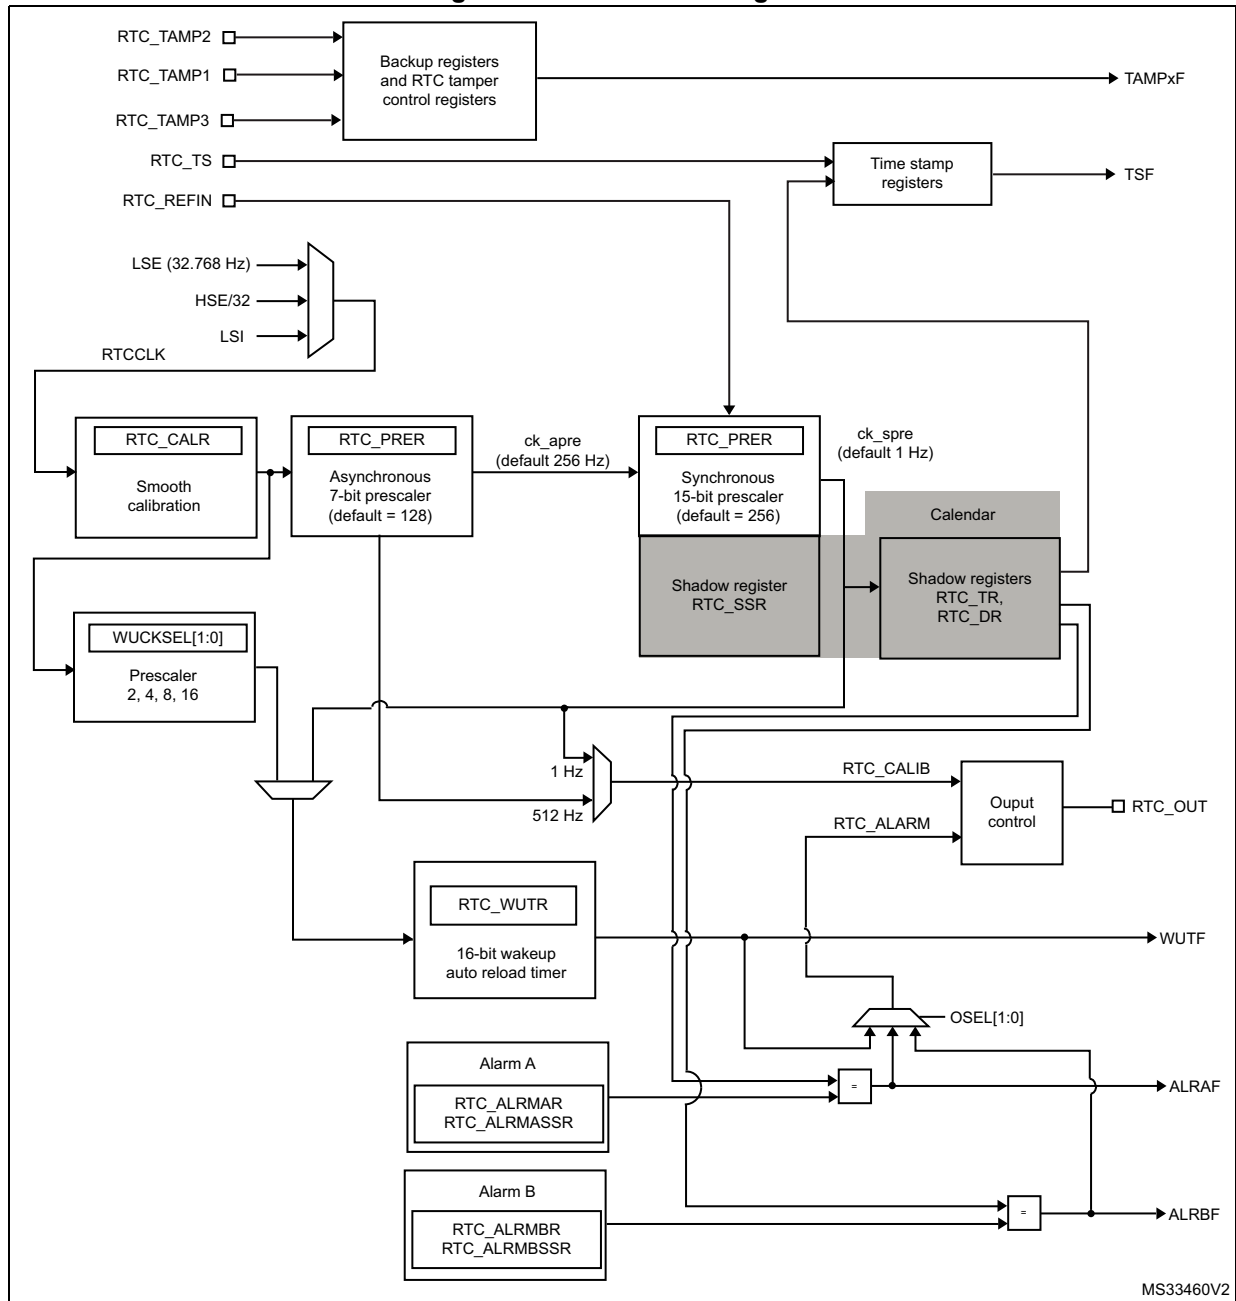 RTC_TAMP2
RTC_TAMP1
RTC_TAMP3
Backup registers
and RTC tamper
control registers
TAMPxF
RTC_TS
RTC_REFIN
Time stamp
registers
TSF
LSE (32.768 Hz)
HSE/32
LSI
RTCCLK
RTC_CALR
Smooth
calibration
RTC_PRER
Asynchronous
7-bit prescaler
(default = 128)
ck_apre
(default 256 Hz)
RTC_PRER
Synchronous
15-bit prescaler
(default = 256)
ck_spre
(default 1 Hz)
Calendar
Shadow register
RTC_SSR
Shadow registers
RTC_TR,
RTC_DR
WUCKSEL[1:0]
Prescaler
2, 4, 8, 16
1 Hz
512 Hz
RTC_CALIB
RTC_ALARM
Ouput
control
RTC_OUT
RTC_WUTR
16-bit wakeup
auto reload timer
WUTF
OSEL[1:0]
Alarm A
RTC_ALRMAR
RTC_ALRMASSR
=
ALRAF
Alarm B
RTC_ALRMBR
RTC_ALRMBSSR
=
ALRBF
MS33460V2